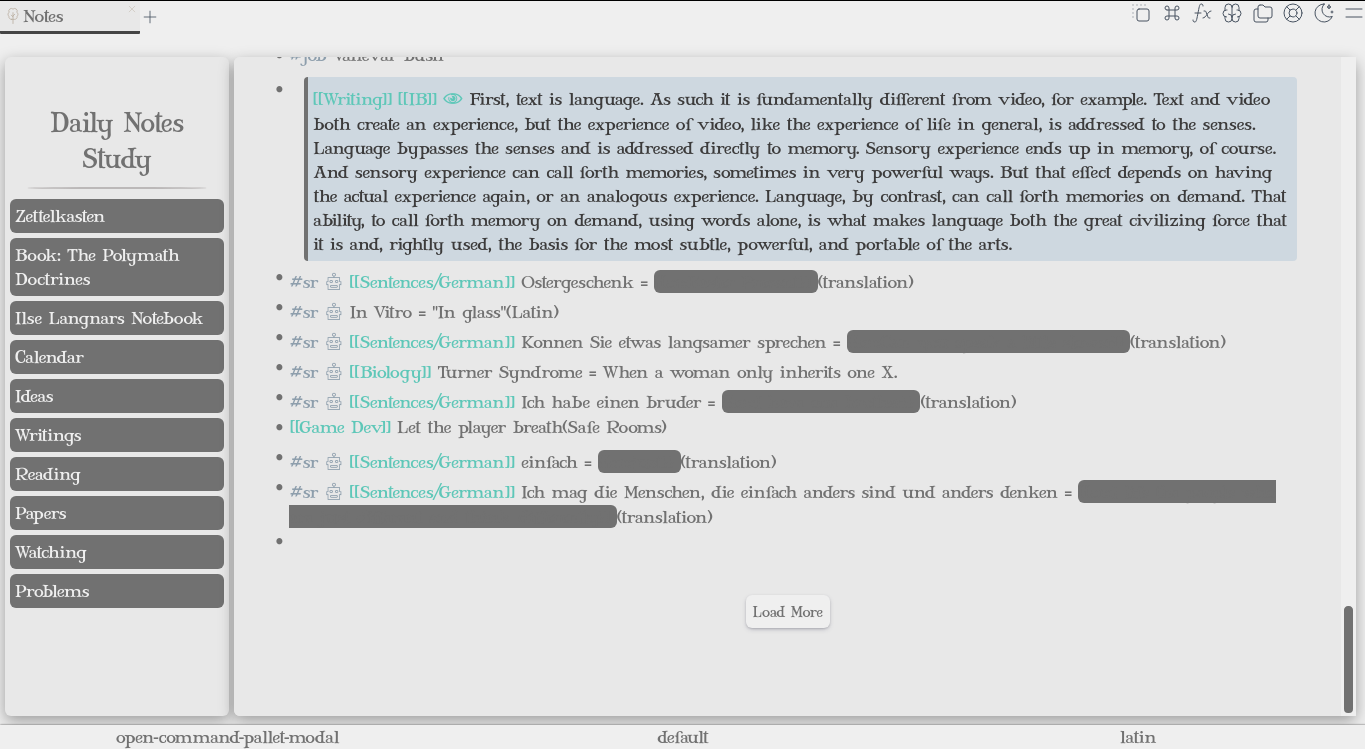 Notes
Daily Notes
Study
Zettelkasten
Book: The Polymath
Doctrines
Ilse Langnars Notebook
Calendar
Ideas
Writings
Reading
Papers
Watching
Problems
#job Vanevar Bush
[[Writing]] [[IB]] First, text is language. As such it is fundamentally different from video, for example. Text and video
both create an experience, but the experience of video, like the experience of life in general, is addressed to the senses.
Language bypasses the senses and is addressed directly to memory. Sensory experience ends up in memory, of course.
And sensory experience can call forth memories, sometimes in very powerful ways. But that effect depends on having
the actual experience again, or an analogous experience. Language, by contrast, can call forth memories on demand. That
ability, to call forth memory on demand, using words alone, is what makes language both the great civilizing force that
it is and, rightly used, the basis for the most subtle, powerful, and portable of the arts.
#sr [[Sentences/German]] Ostergeschenk = (translation)
#sr In Vitro = "In glass"(Latin)
#sr [[Sentences/German]] Konnen Sie etwas langsamer sprechen = (translation)
#sr [[Biology]] Turner Syndrome = When a woman only inherits one X.
#sr [[Sentences/German]] Ich habe einen bruder = (translation)
[[Game Dev]] Let the player breath(Safe Rooms)
#sr [[Sentences/German]] einfach = (translation)
#sr [[Sentences/German]] Ich mag die Menschen, die einfach anders sind und anders denken =
(translation)
Load More
open-command-pallet-modal default latin